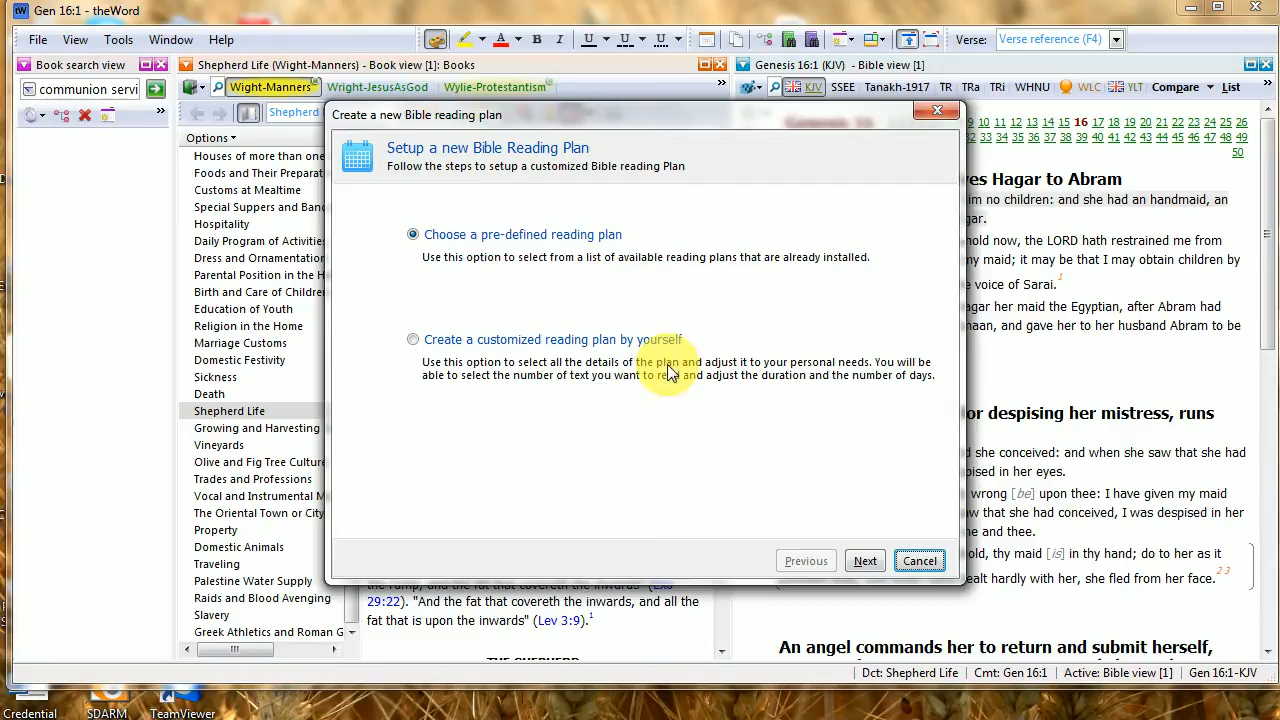 Gen 16:1 - theWord
File View Tools Window Help
Verse: Verse reference (F4)
Book search view
Shepherd Life (Wight-Manners) - Book view [1]: Books
Genesis 16:1 (KJV) - Bible view [1]
ommunion servi
Wight-Manners Wright-JesusAsGod Wylie-Protestantism »
KJV SSEE Tanakh-1917 TRa TRi WHNU WLC YLT Compare List
»
Shepherd
Options
Houses of more than one
Foods and Their Prepara
Customs at Mealtime
Special Suppers and Ban
Hospitality
Daily Program of Activities
Dress and Ornamentation
Parental Position in the H
Birth and Care of Childre
Education of Youth
Religion in the Home
Marriage Customs
Domestic Festivity
Sickness
Death
Shepherd Life
Growing and Harvesting
Vineyards
Olive and Fig Tree Culture
Trades and Professions
Vocal and Instrumental M
The Oriental Town or City
Property
Domestic Animals
Traveling
Palestine Water Supply
Raids and Blood Avenging
Slavery
Greek Athletics and Roman G
Create a new Bible reading plan
Setup a new Bible Reading Plan
Follow the steps to setup a customized Bible reading Plan
Choose a pre-defined reading plan
Use this option to select from a list of available reading plans that are already installed.
Create a customized reading plan by yourself
Use this option to select all the details of the plan and adjust it to your personal needs. You will be
able to select the number of text you want to read and adjust the duration and the number of days.
Previous Next Cancel
29:22). "And the fat that covereth the inwards, and all the
fat that is upon the inwards" (Lev 3:9).1
9 10 11 12 13 14 15 16 17 18 19 20 21 22 23 24 25 26
32 33 34 35 36 37 38 39 40 41 42 43 44 45 46 47 48 49
50
es Hagar to Abram
im no children: and she had an handmaid, an
gar.
hold now, the LORD hath restrained me from
my maid; it may be that I may obtain children by
e voice of Sarai.1
agar her maid the Egyptian, after Abram had
naan, and gave her to her husband Abram to be
or despising her mistress, runs
d she conceived: and when she saw that she had
pised in her eyes.
wrong [be] upon thee: I have given my maid
w that she had conceived, I was despised in her
e and thee.
hold, thy maid [is] in thy hand; do to her as it
ealt hardly with her, she fled from her face.2 3
An angel commands her to return and submit herself,
Dct: Shepherd Life Cmt: Gen 16:1 Active: Bible view [1] Gen 16:1-KJV
Credential SDARM TeamViewer